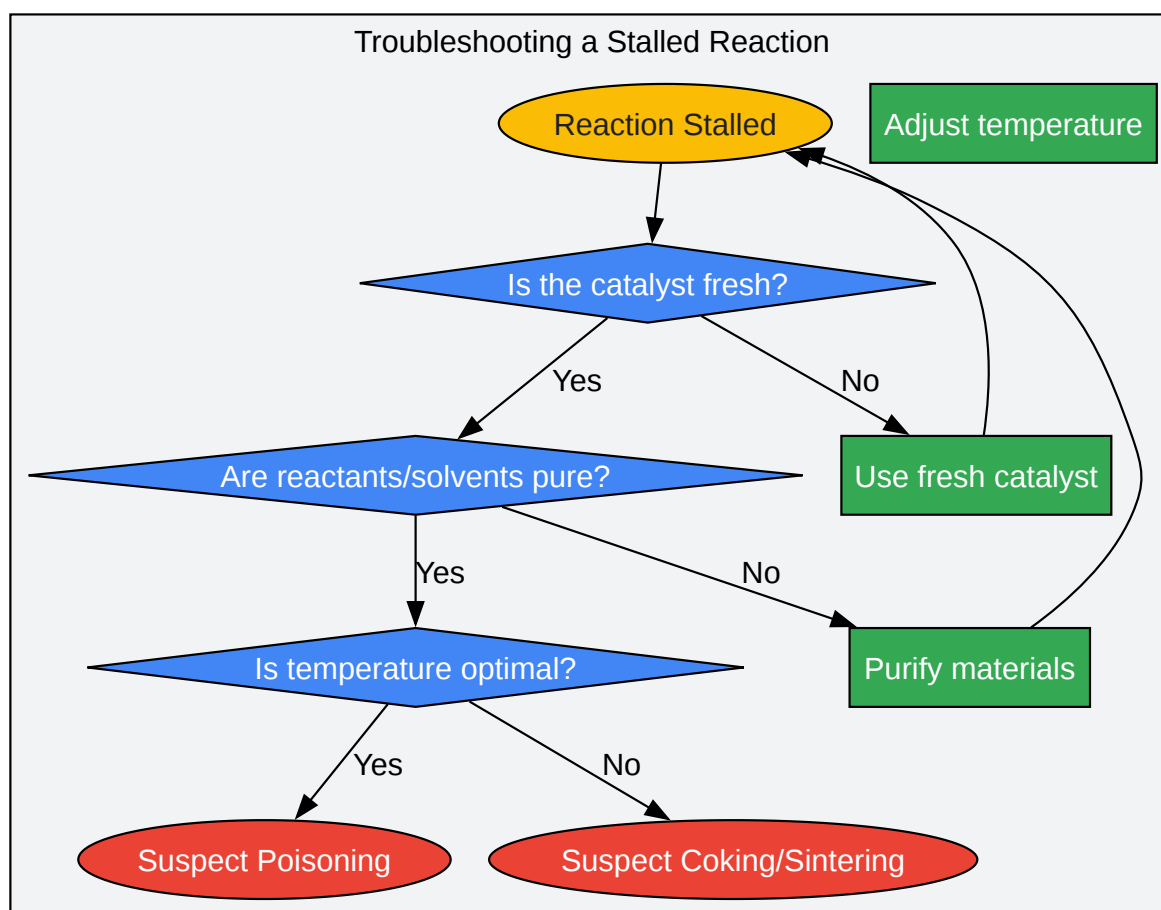 Troubleshooting a Stalled Reaction
Reaction Stalled
Adjust temperature
Is the catalyst fresh?
Yes
No
Are reactants/solvents pure?
Use fresh catalyst
Yes
No
Is temperature optimal?
Purify materials
Yes
No
Suspect Poisoning
Suspect Coking/Sintering